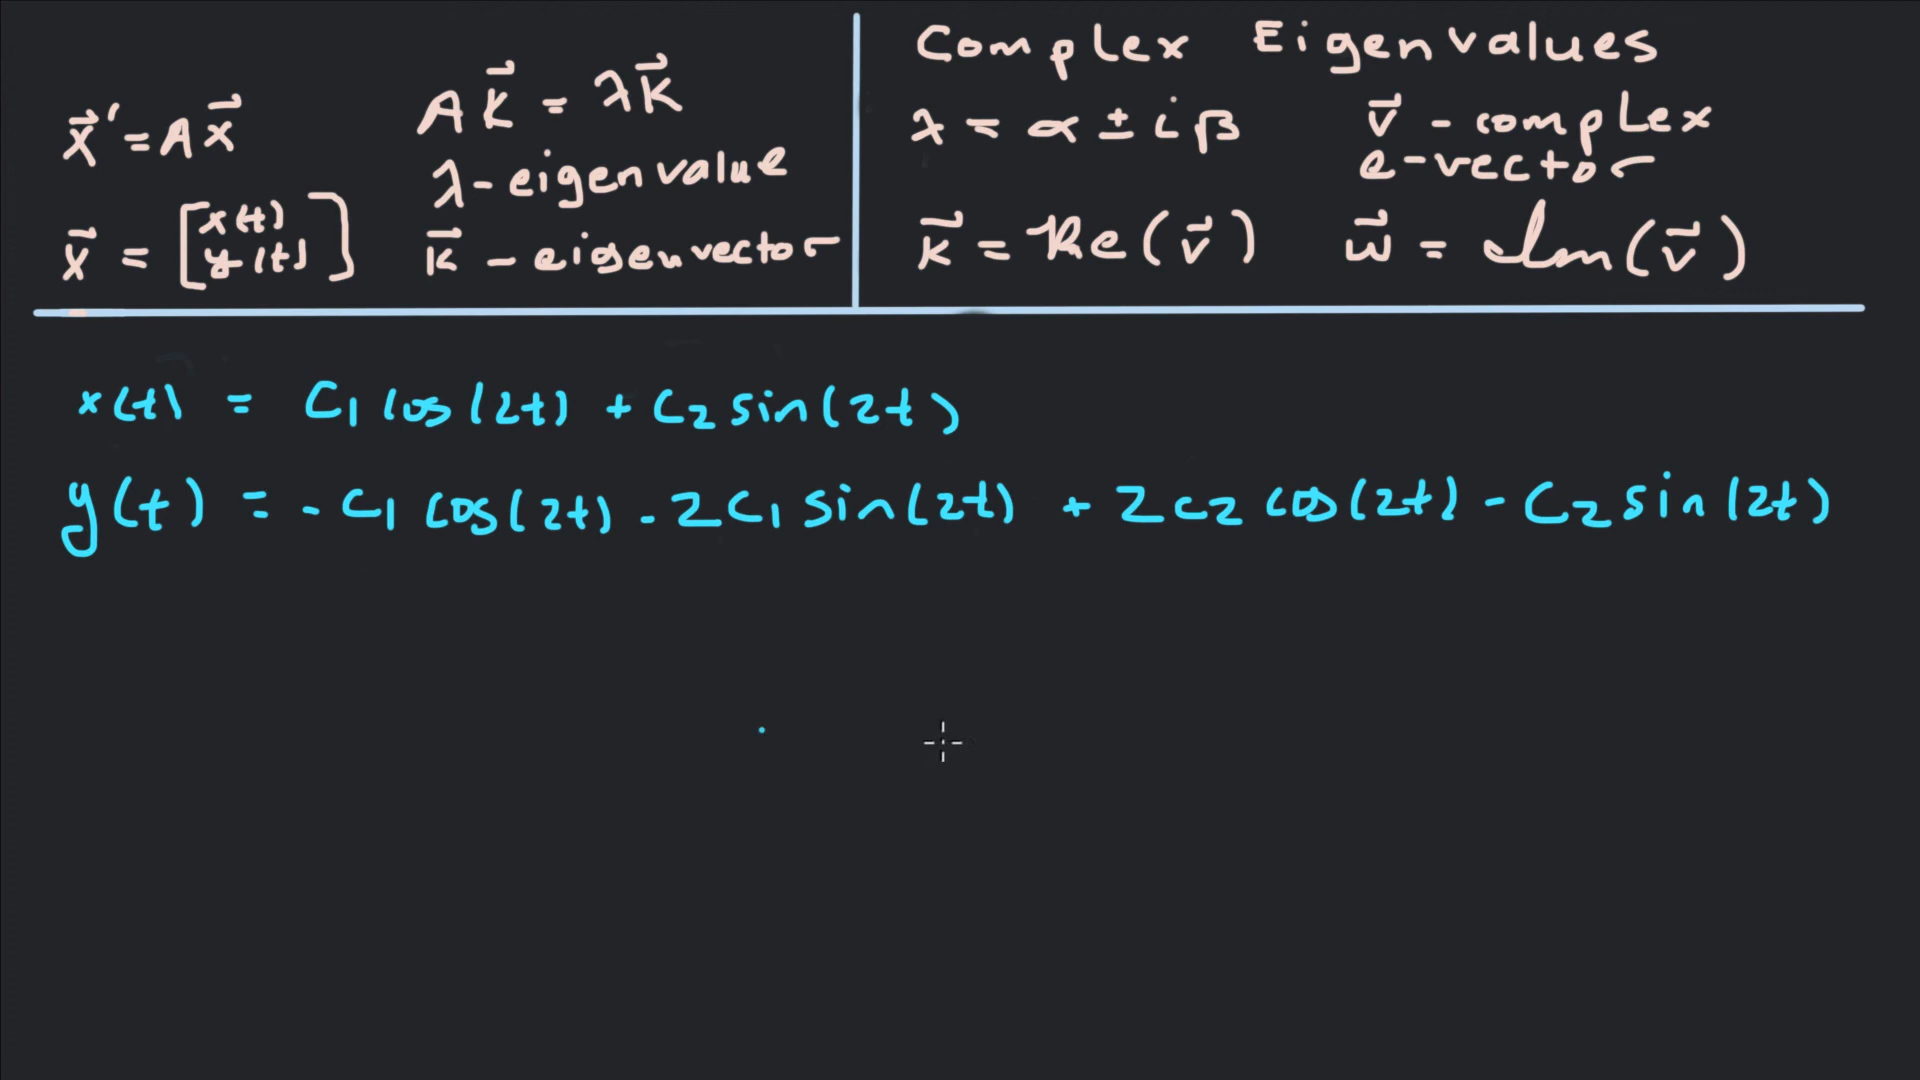 x⃗' = Ax⃗
x⃗ = [x(t) y(t)]
AK⃗ = λK⃗
λ - eigenvalue
K⃗ - eigenvector
Complex Eigenvalues
λ = α ± iβ
v⃗ - complex
e-vector
K⃗ = Re(v⃗) w⃗ = Im(v⃗)
x(t) = C₁ cos(2t) + C₂ sin(2t)
y(t) = -C₁ cos(2t) - 2C₁ sin(2t) + 2C₂ cos(2t) - C₂ sin(2t)